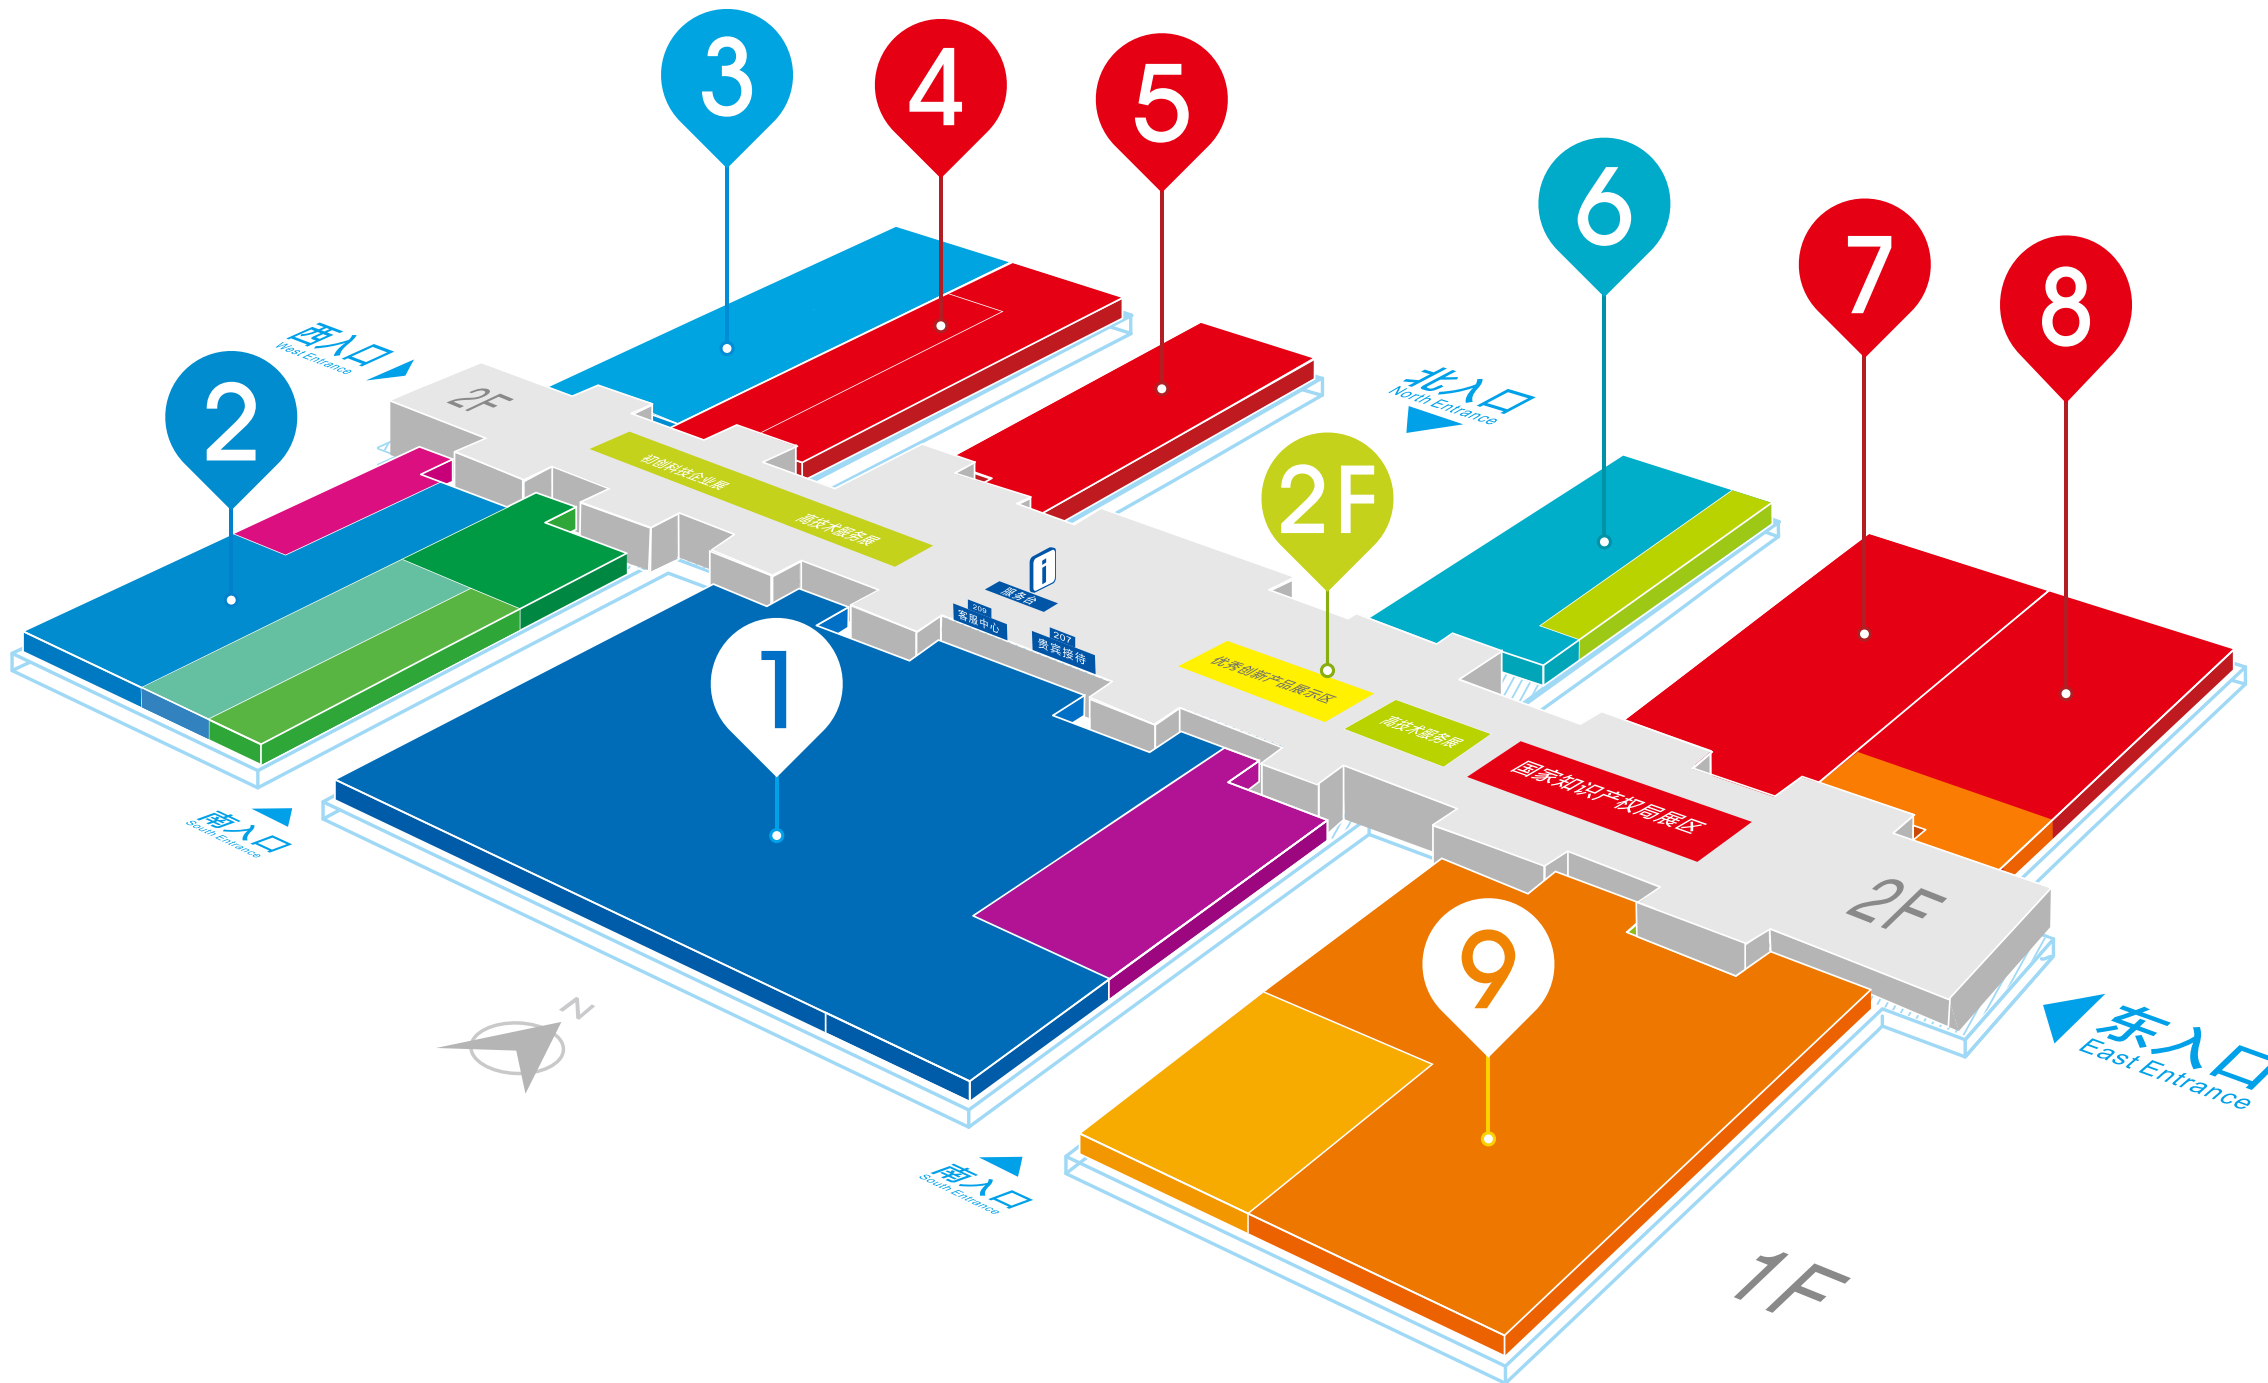 3
4
5
6
7
8
西入口
West Entrance
2
2F
北入口
North Entrance
2F
初创科技企业展
高技术服务展
服务台
209
客服中心
207
贵宾接待
优秀创新产品展示区
高技术服务展
国家知识产权局展区
1
南入口
South Entrance
2F
9
N
东入口
East Entrance
南入口
South Entrance
1F